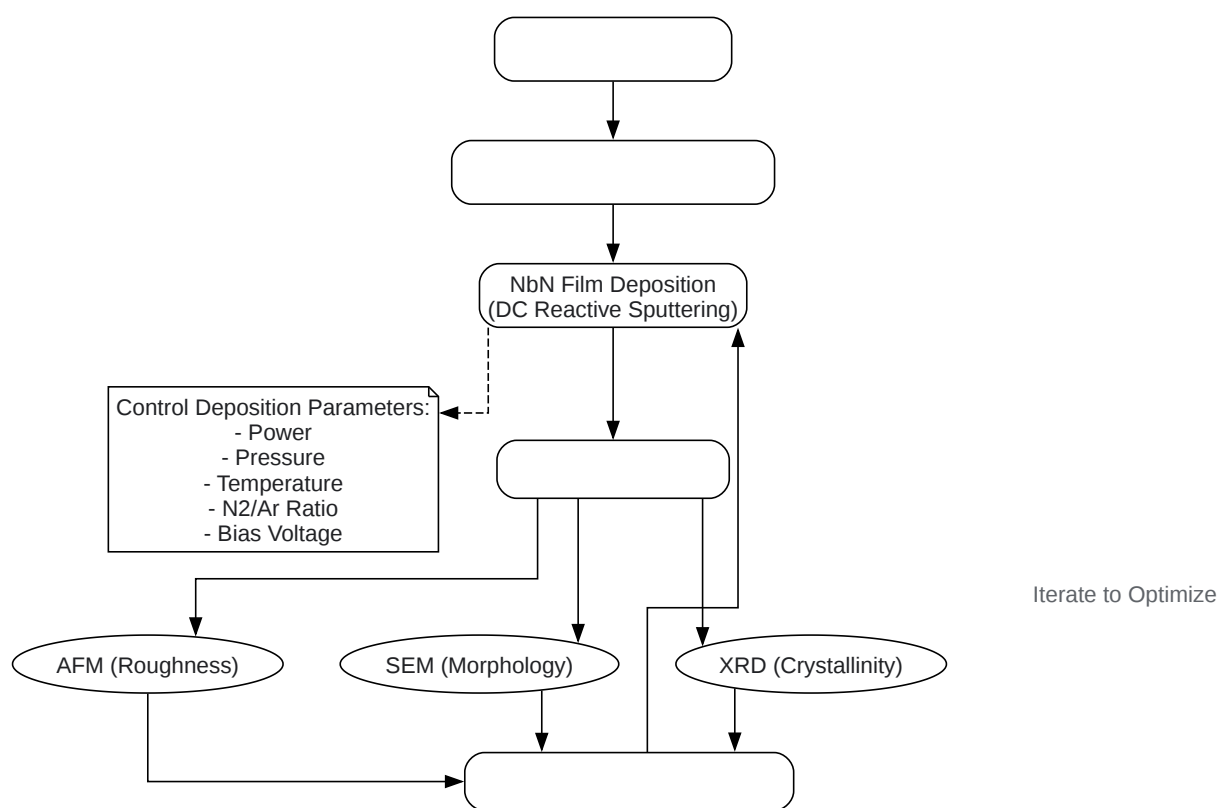 NbN Film Deposition
(DC Reactive Sputtering)
Control Deposition Parameters:
- Power
- Pressure
- Temperature
- N2/Ar Ratio
- Bias Voltage
Iterate to Optimize
AFM (Roughness)
SEM (Morphology)
XRD (Crystallinity)